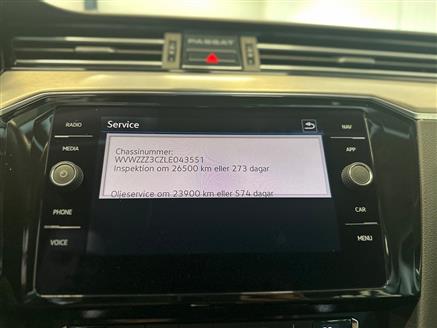 PASSAT
RADIO
Service
NAV
MEDIA
APP
Chassinummer:
WVWZZZ3CZLE043551
Inspektion om 26500 km eller 273 dagar
Oljeservice om 23900 km eller 574 dagar
PHONE
CAR
VOICE
MENU